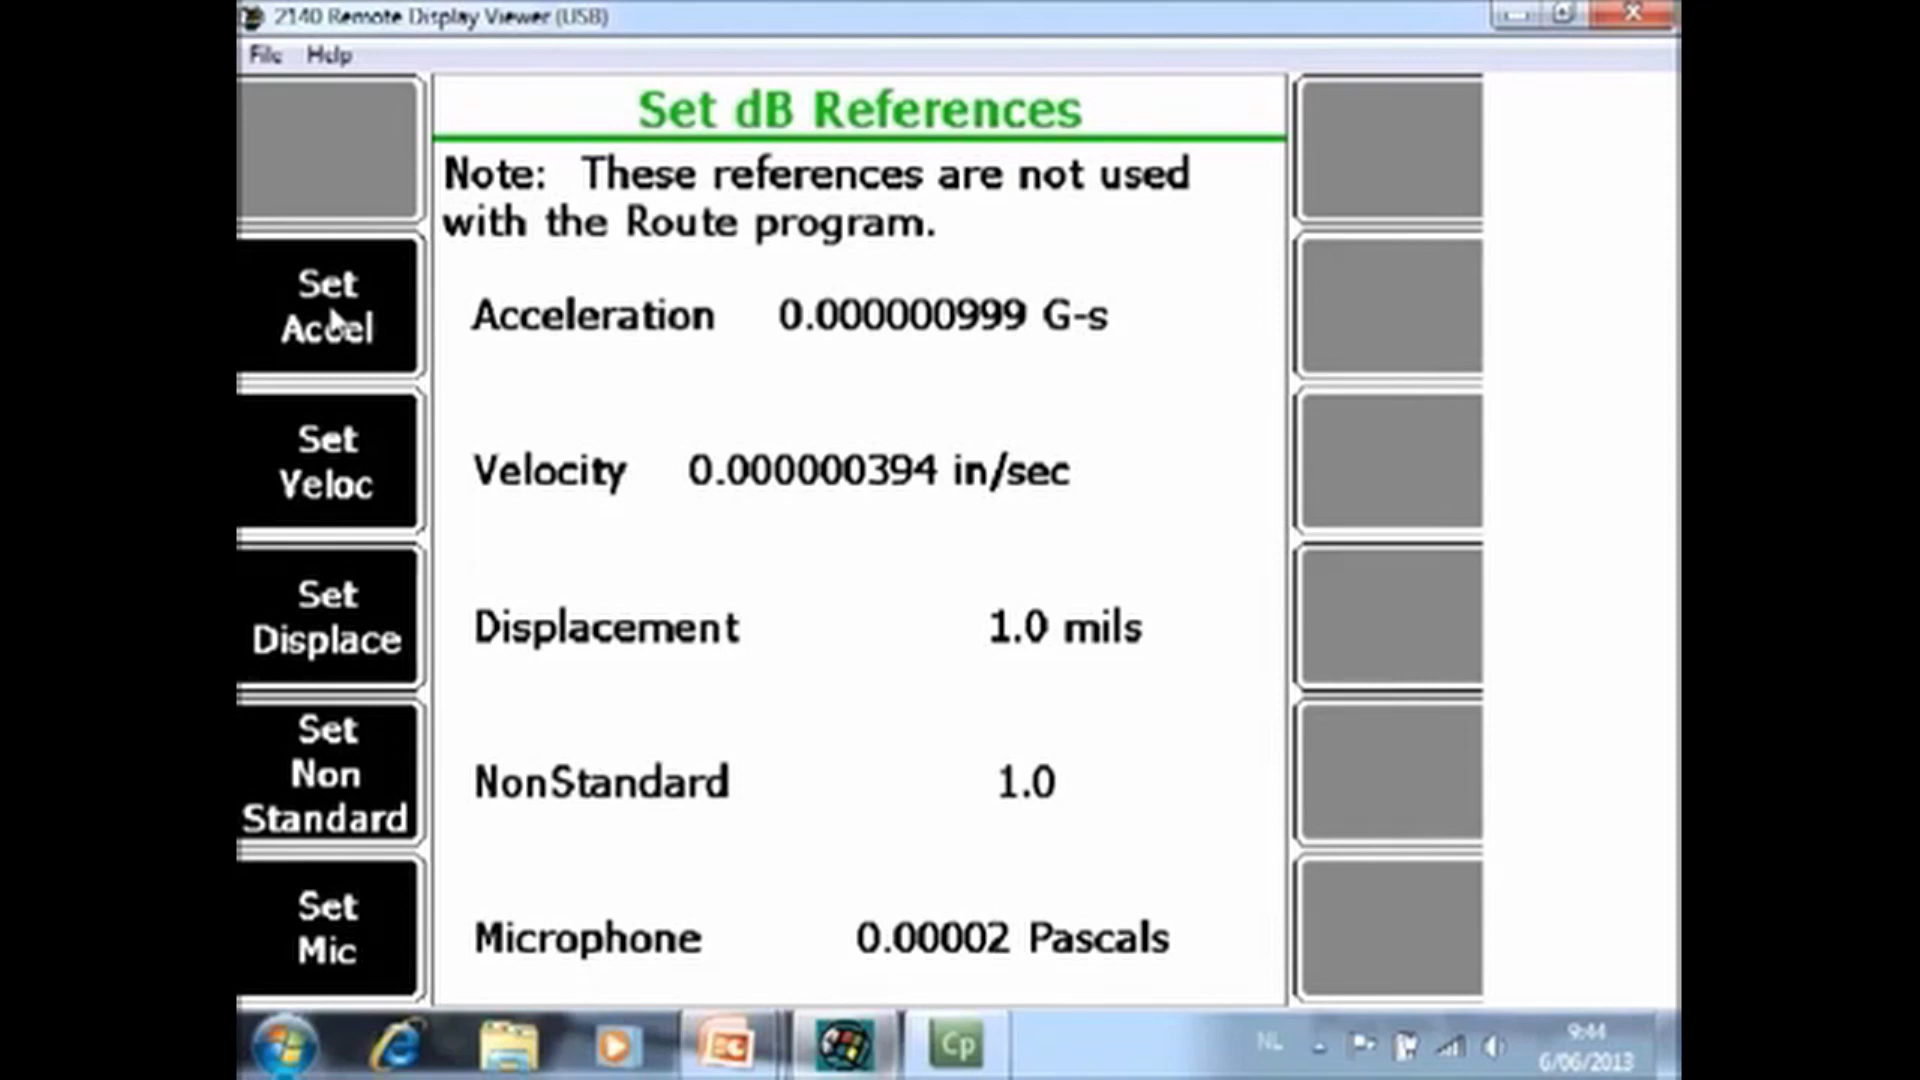 2140 Remote Display Viewer (USB)
File Help
Set dB References
Note: These references are not used
with the Route program.
Set
Accel
Acceleration 0.000000999 G-s
Set
Veloc
Velocity 0.000000394 in/sec
Set
Displace
Displacement 1.0 mils
Set
Non
Standard
NonStandard 1.0
Set
Mic
Microphone 0.00002 Pascals
Cp
NL
9:44
6/06/2013